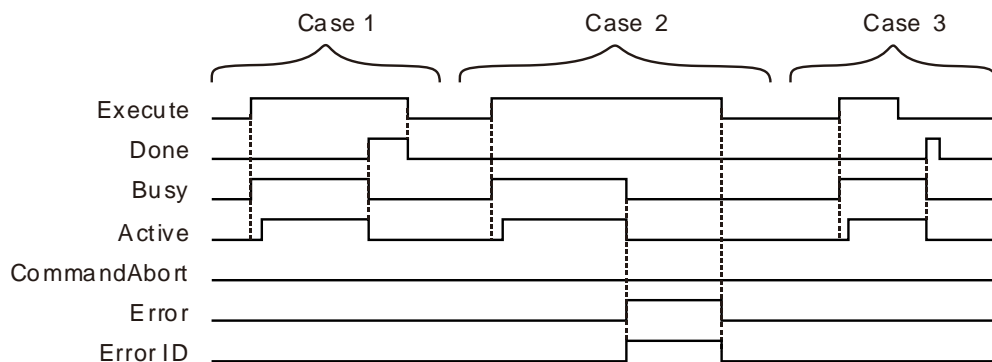 Case 1 Case 2 Case 3
Execute
Done
Busy
Active
CommandAbort
Error
Error ID